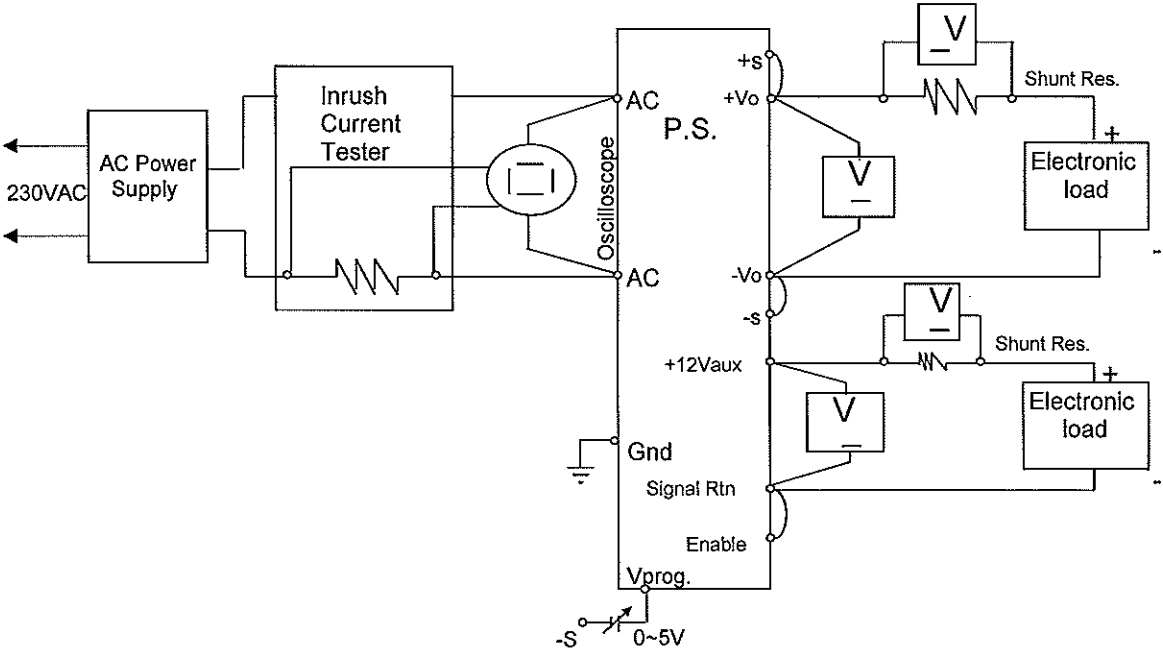 V
_
+s
Shunt Res.
Inrush
Current
Tester
AC
+Vo
P.S.
+
AC Power
Supply
Electronic
load
230VAC
V
_
Oscilloscope
AC
-Vo
-
-s
V
_
Shunt Res.
+12Vaux
+
Electronic
load
V
_
Gnd
Signal Rtn
-
Enable
Vprog.
-S
0~5V